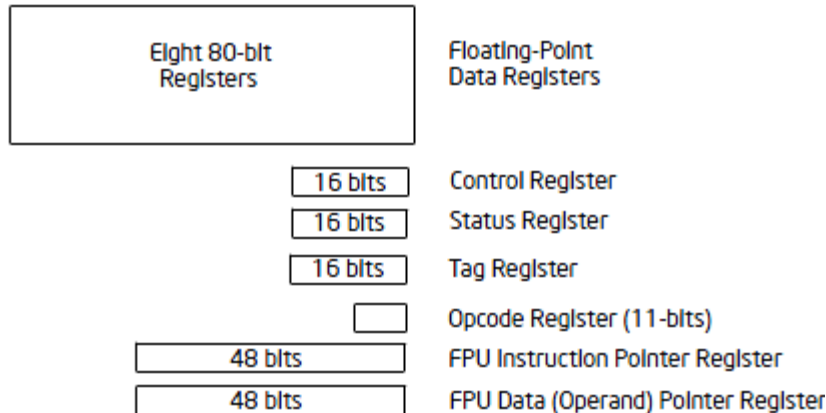 Eight 80-bit
Registers
Floating-Point
Data Registers
16 bits
Control Register
16 bits
Status Register
16 bits
Tag Register
Opcode Register (11-bits)
48 bits
FPU Instruction Pointer Register
48 bits
FPU Data (Operand) Pointer Register